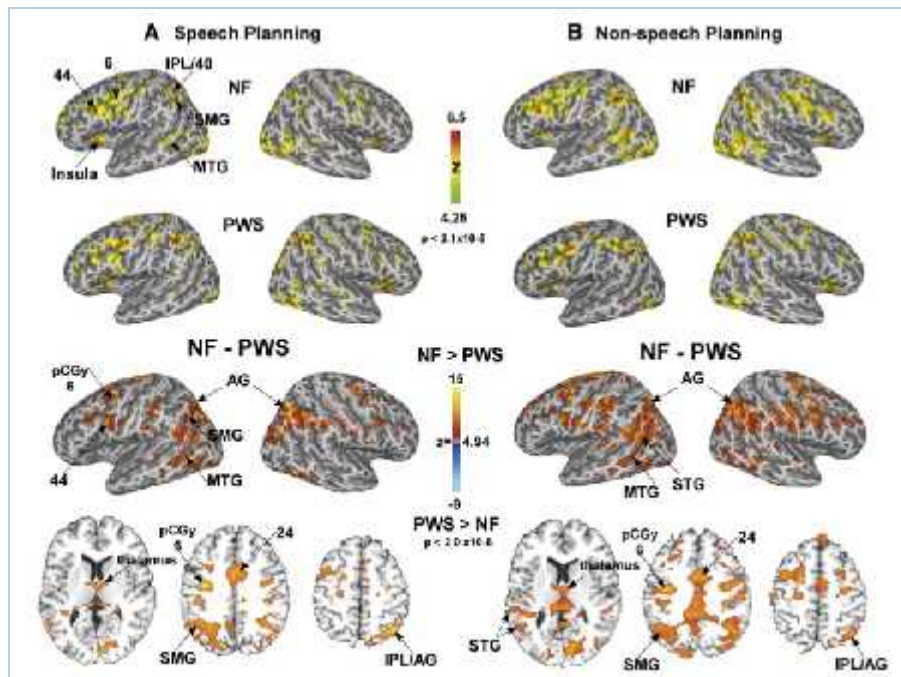 A Speech Planning
B Non-speech Planning
44
6
IPL/40
NF
SMG
Insula
MTG
6.5
Z
4.26
NF
PWS
PWS
NF - PWS
pCGy
6
AG
SMG
44
MTG
NF > PWS
15
z= 4.94
-9
PWS > NF
NF - PWS
AG
MTG
STG
pCGy
6
24
thalamus
SMG
IPL/AG
pCGy
6
24
thalamus
STG
SMG
IPL/AG